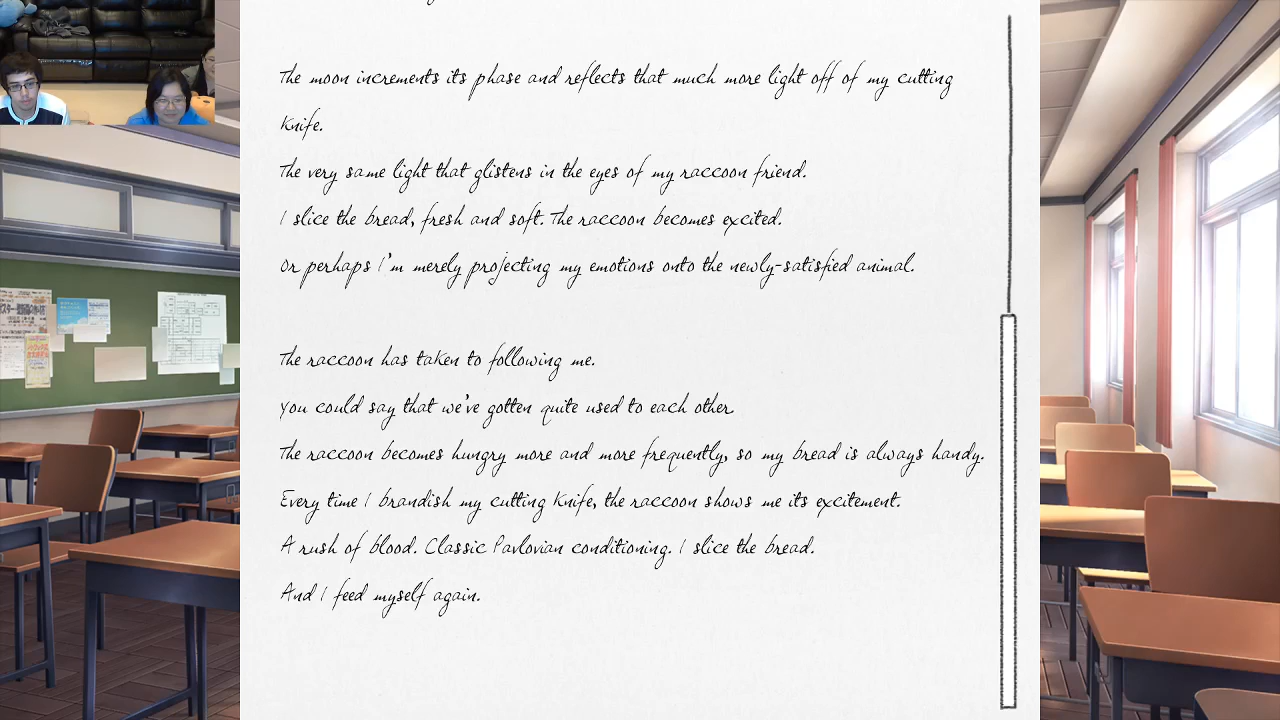 The moon increments its phase and reflects that much more light off of my cutting
knife.
The very same light that glistens in the eyes of my raccoon friend.
I slice the bread, fresh and soft. The raccoon becomes excited.
Or perhaps I'm merely projecting my emotions onto the newly-satisfied animal.
The raccoon has taken to following me.
You could say that we've gotten quite used to each other.
The raccoon becomes hungry more and more frequently, so my bread is always handy.
Every time I brandish my cutting knife, the raccoon shows me its excitement.
A rush of blood. Classic Pavlovian conditioning. I slice the bread.
And I feed myself again.